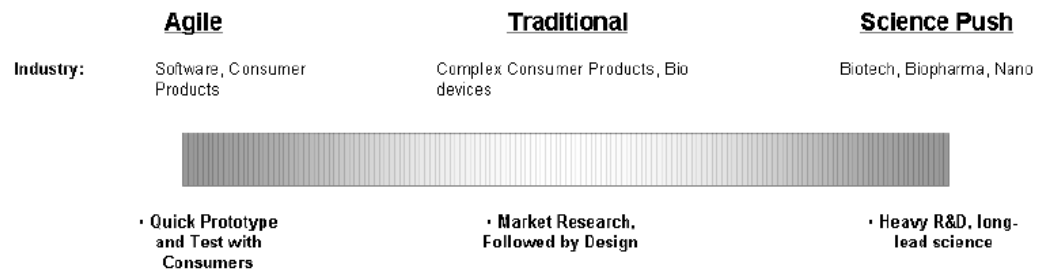 Agile Traditional Science Push
Industry: Software, Consumer Complex Consumer Products, Bio Biotech, Biopharma, Nano
Products devices
· Quick Prototype · Market Research, · Heavy R&D, long-
and Test with Followed by Design lead science
Consumers